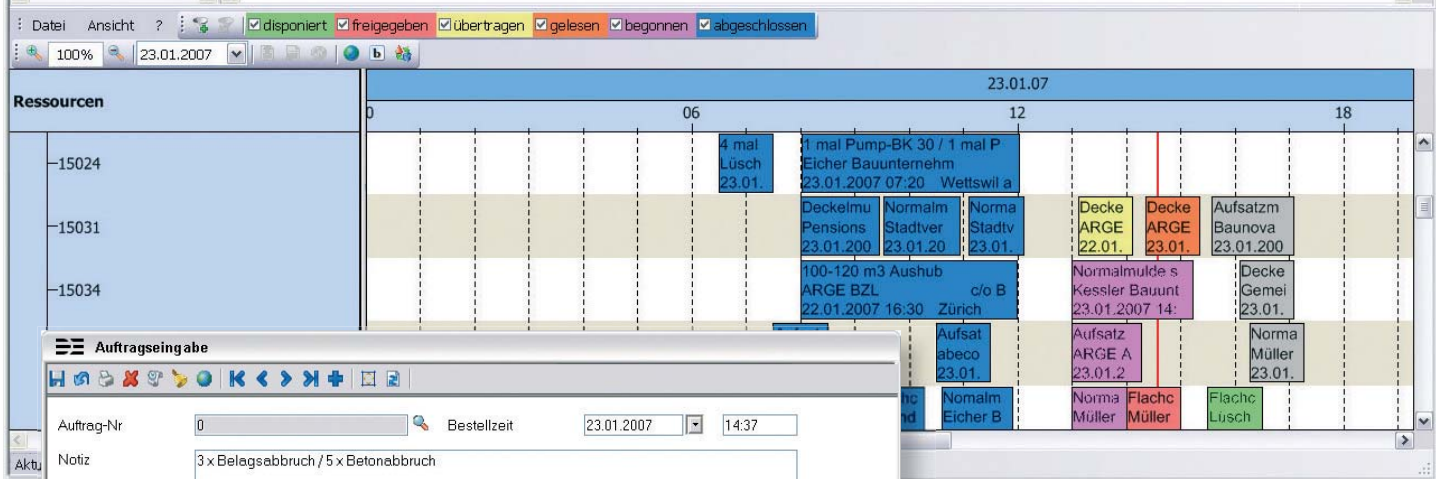 Datei Ansicht ? disponiert freigegeben übertragen gelesen begonnen abgeschlossen
100% 23.01.2007 b
23.01.07
Ressourcen
0 06 12 18
15024
4 mal
Lüsch
23.01.
1 mal Pump-BK 30 / 1 mal P
Eicher Bauunternehm
23.01.2007 07:20 Wettswil a
15031
Deckelmu
Pensions
23.01.200
Normalm
Stadtver
23.01.20
Norma
Stadtv
23.01.
Decke
ARGE
22.01.
Decke
ARGE
23.01.
Aufsatzm
Baunova
23.01.200
15034
100-120 m3 Aushub
ARGE BZL c/o B
22.01.2007 16:30 Zürich
Normalmulde s
Kessler Bauunt
23.01.2007 14:
Decke
Gemei
23.01.
Aufsat
abeco
23.01.
Aufsatz
ARGE A
23.01.2
Norma
Müller
23.01.
hc
nd
Nomalm
Eicher B
Norma
Müller
Flachc
Müller
Flachc
Lüsch
Aktu
Auftragseingabe
Auftrag-Nr 0 Bestellzeit 23.01.2007 14:37
Notiz 3 x Belagsabbruch / 5 x Betonabbruch